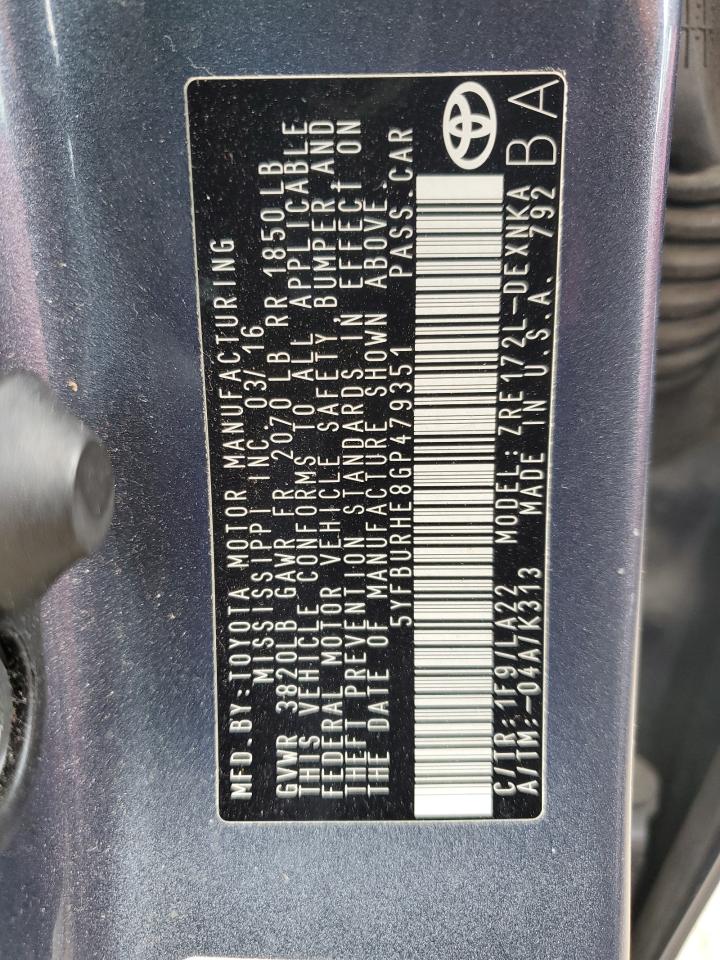 MFD. BY: TOYOTA MOTOR MANUFACTURING
MISSISSIPPI INC. 03/16
GVWR 3820LB GAWR FR 2070 LB RR 1850 LB
THIS VEHICLE CONFORMS TO ALL APPLICABLE
FEDERAL MOTOR VEHICLE SAFETY, BUMPER AND
THEFT PREVENTION STANDARDS IN EFFECT ON
THE DATE OF MANUFACTURE SHOWN ABOVE.
5YFBURHE8GP479351 PASS. CAR
C/TR: 1F9/LA22 MODEL: ZRE172L-DEXNKA
A/TM: -04A/K313 MADE IN U.S.A. 792 BA